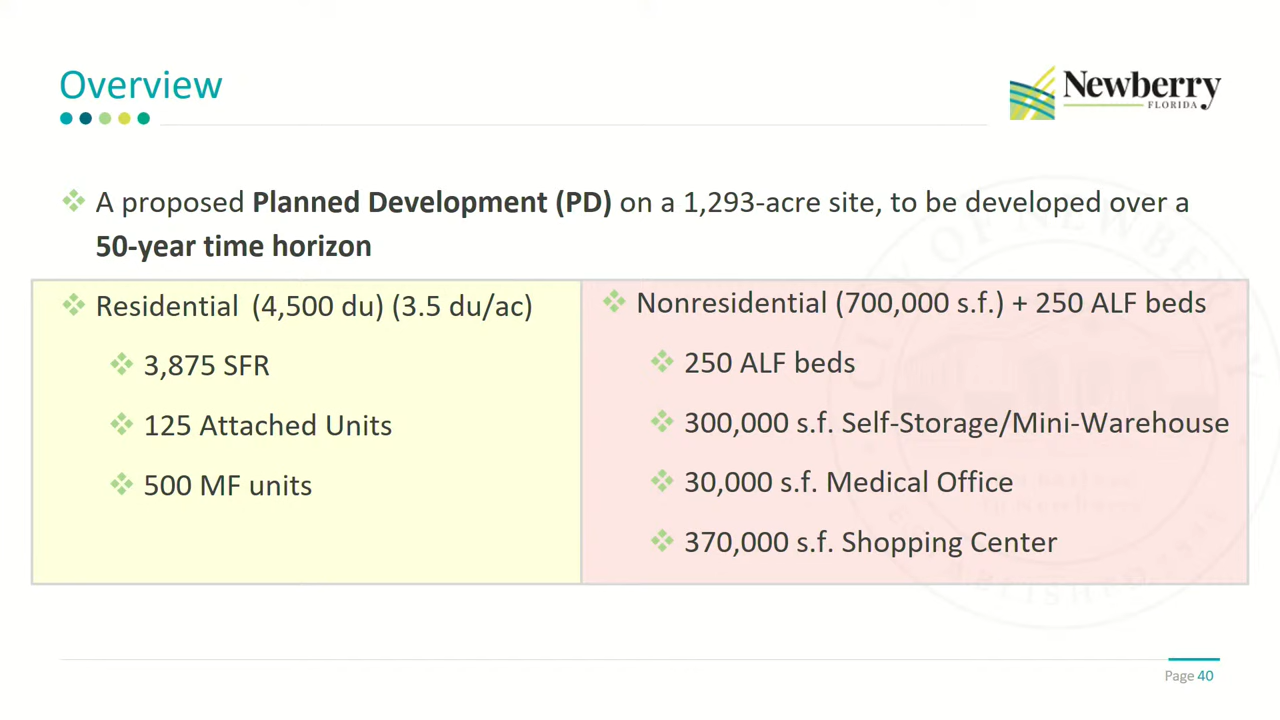 Overview
Newberry
FLORIDA
A proposed Planned Development (PD) on a 1,293-acre site, to be developed over a
50-year time horizon
Residential (4,500 du) (3.5 du/ac)
3,875 SFR
125 Attached Units
500 MF units
Nonresidential (700,000 s.f.) + 250 ALF beds
250 ALF beds
300,000 s.f. Self-Storage/Mini-Warehouse
30,000 s.f. Medical Office
370,000 s.f. Shopping Center
CITY OF NEWBERRY
Page 40